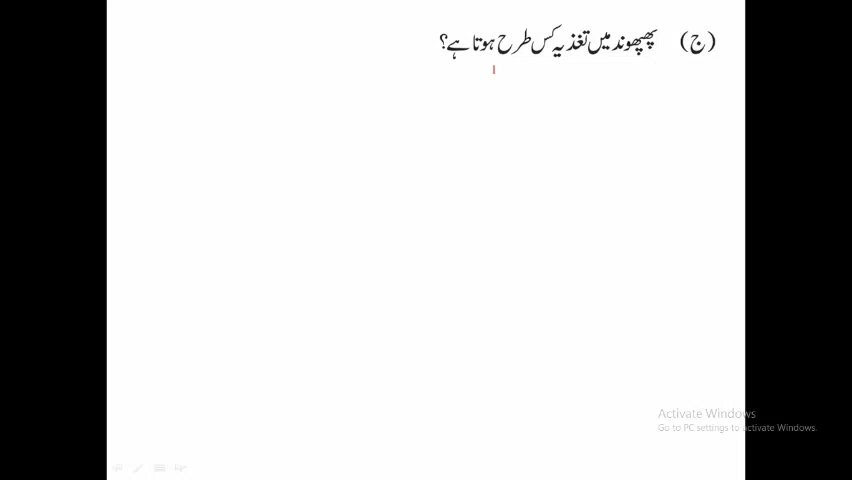 (ج) پھپھوند میں تغذیہ کس طرح ہوتا ہے؟
Activate Windows
Go to PC settings to activate Windows.